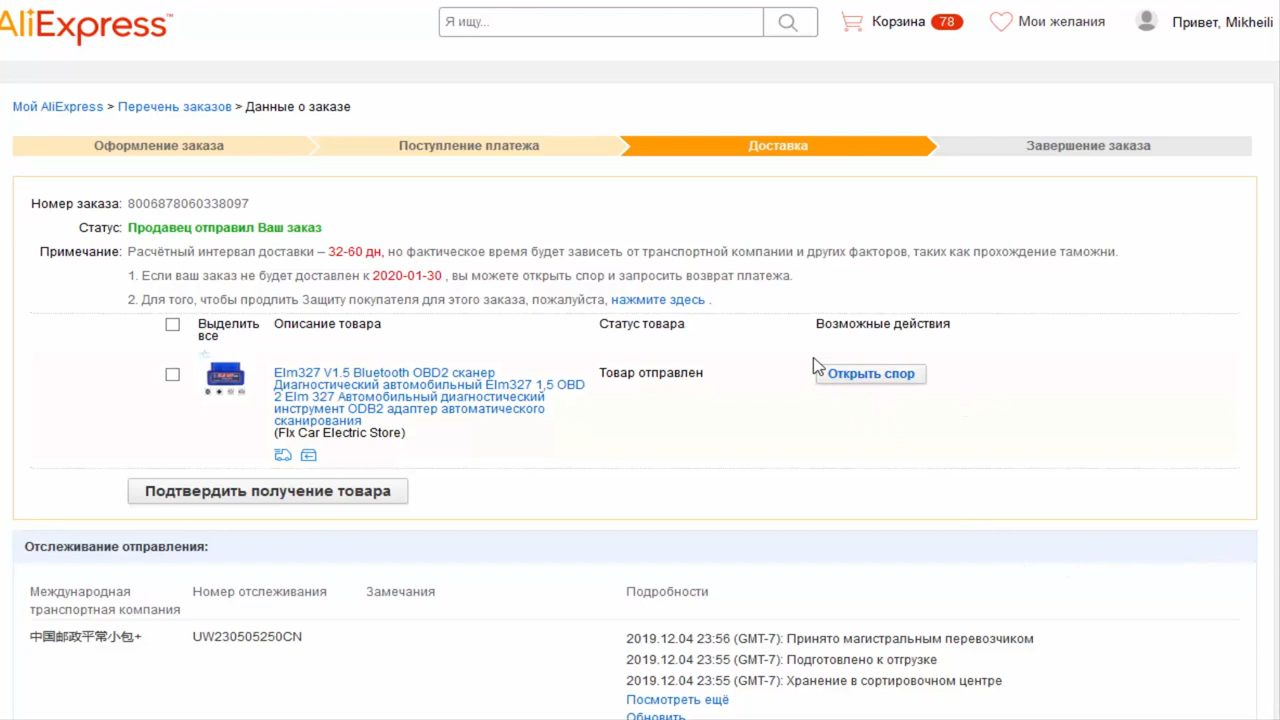 AliExpress™
Я ищу...
Корзина 78
Мои желания
Привет, Mikheili
Мой AliExpress > Перечень заказов > Данные о заказе
Оформление заказа
Поступление платежа
Доставка
Завершение заказа
Номер заказа: 8006878060338097
Статус: Продавец отправил Ваш заказ
Примечание: Расчётный интервал доставки – 32-60 дн, но фактическое время будет зависеть от транспортной компании и других факторов, таких как прохождение таможни.
1. Если ваш заказ не будет доставлен к 2020-01-30 , вы можете открыть спор и запросить возврат платежа.
2. Для того, чтобы продлить Защиту покупателя для этого заказа, пожалуйста, нажмите здесь .
Выделить
все
Описание товара
Статус товара
Возможные действия
Elm327 V1.5 Bluetooth OBD2 сканер
Диагностический автомобильный Elm327 1,5 OBD
2 Elm 327 Автомобильный диагностический
инструмент ODB2 адаптер автоматического
сканирования
(FIx Car Electric Store)
Товар отправлен
Открыть спор
Подтвердить получение товара
Отслеживание отправления:
Международная
транспортная компания
Номер отслеживания
Замечания
Подробности
中国邮政平常小包+
UW230505250CN
2019.12.04 23:56 (GMT-7): Принято магистральным перевозчиком
2019.12.04 23:55 (GMT-7): Подготовлено к отгрузке
2019.12.04 23:55 (GMT-7): Хранение в сортировочном центре
Посмотреть ещё
Обновить